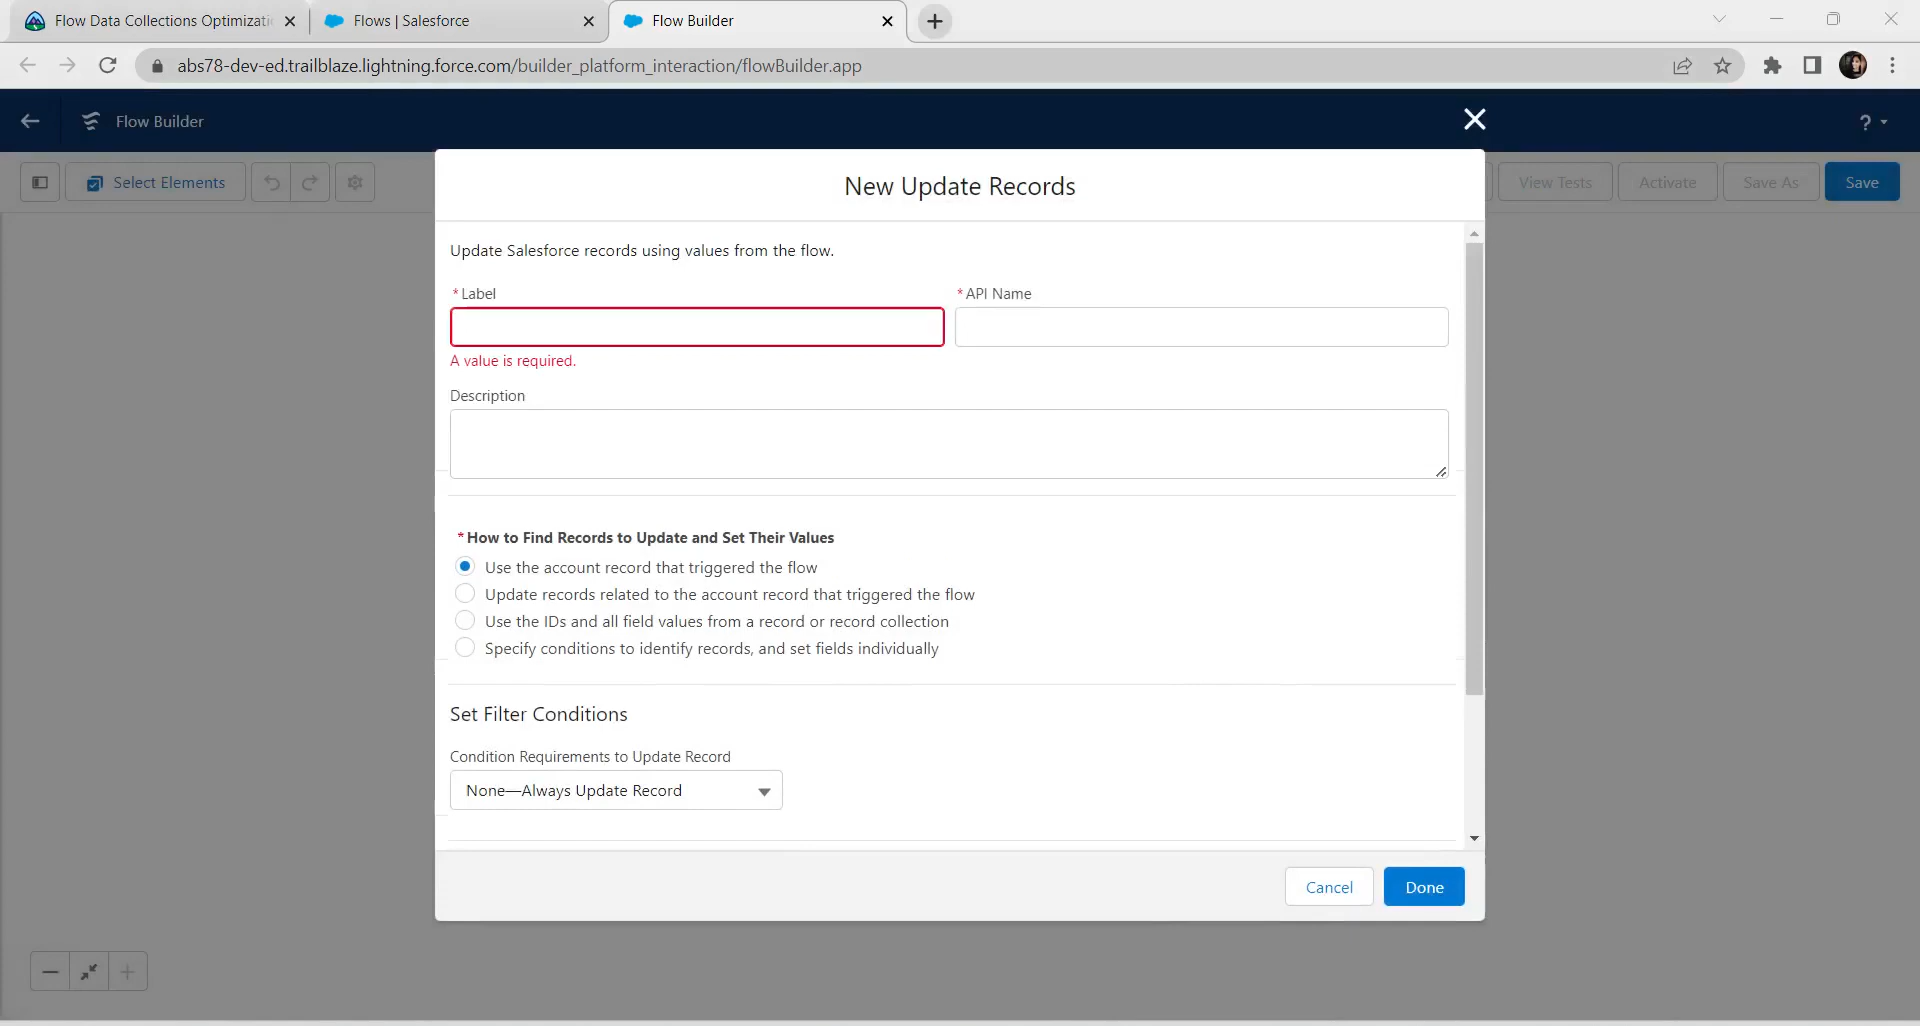 Flow Data Collections Optimizati
Flows | Salesforce
Flow Builder
abs78-dev-ed.trailblaze.lightning.force.com/builder_platform_interaction/flowBuilder.app
Flow Builder
?
Select Elements
View Tests
Activate
Save As
Save
New Update Records
Update Salesforce records using values from the flow.
*Label
*API Name
A value is required.
Description
*How to Find Records to Update and Set Their Values
Use the account record that triggered the flow
Update records related to the account record that triggered the flow
Use the IDs and all field values from a record or record collection
Specify conditions to identify records, and set fields individually
Set Filter Conditions
Condition Requirements to Update Record
None—Always Update Record
Cancel
Done